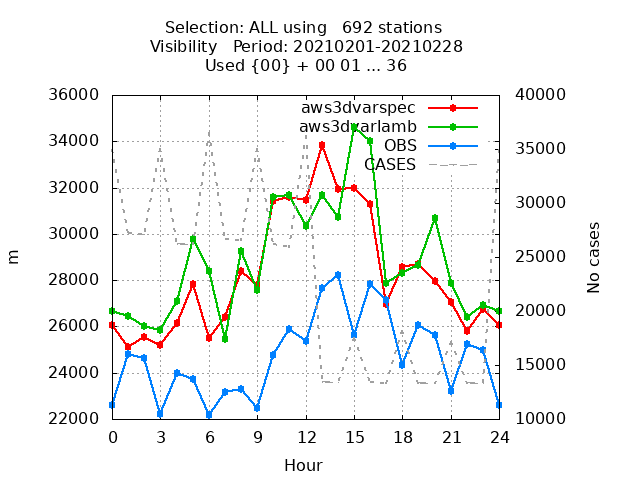 Selection: ALL using   692 stations
Visibility   Period: 20210201-20210228
Used {00} + 00 01 ... 36
36000
34000
32000
30000
28000
26000
24000
22000
m
40000
35000
30000
25000
20000
15000
10000
No cases
aws3dvarspec
aws3dvarlamb
OBS
CASES
0 3 6 9 12 15 18 21 24
Hour